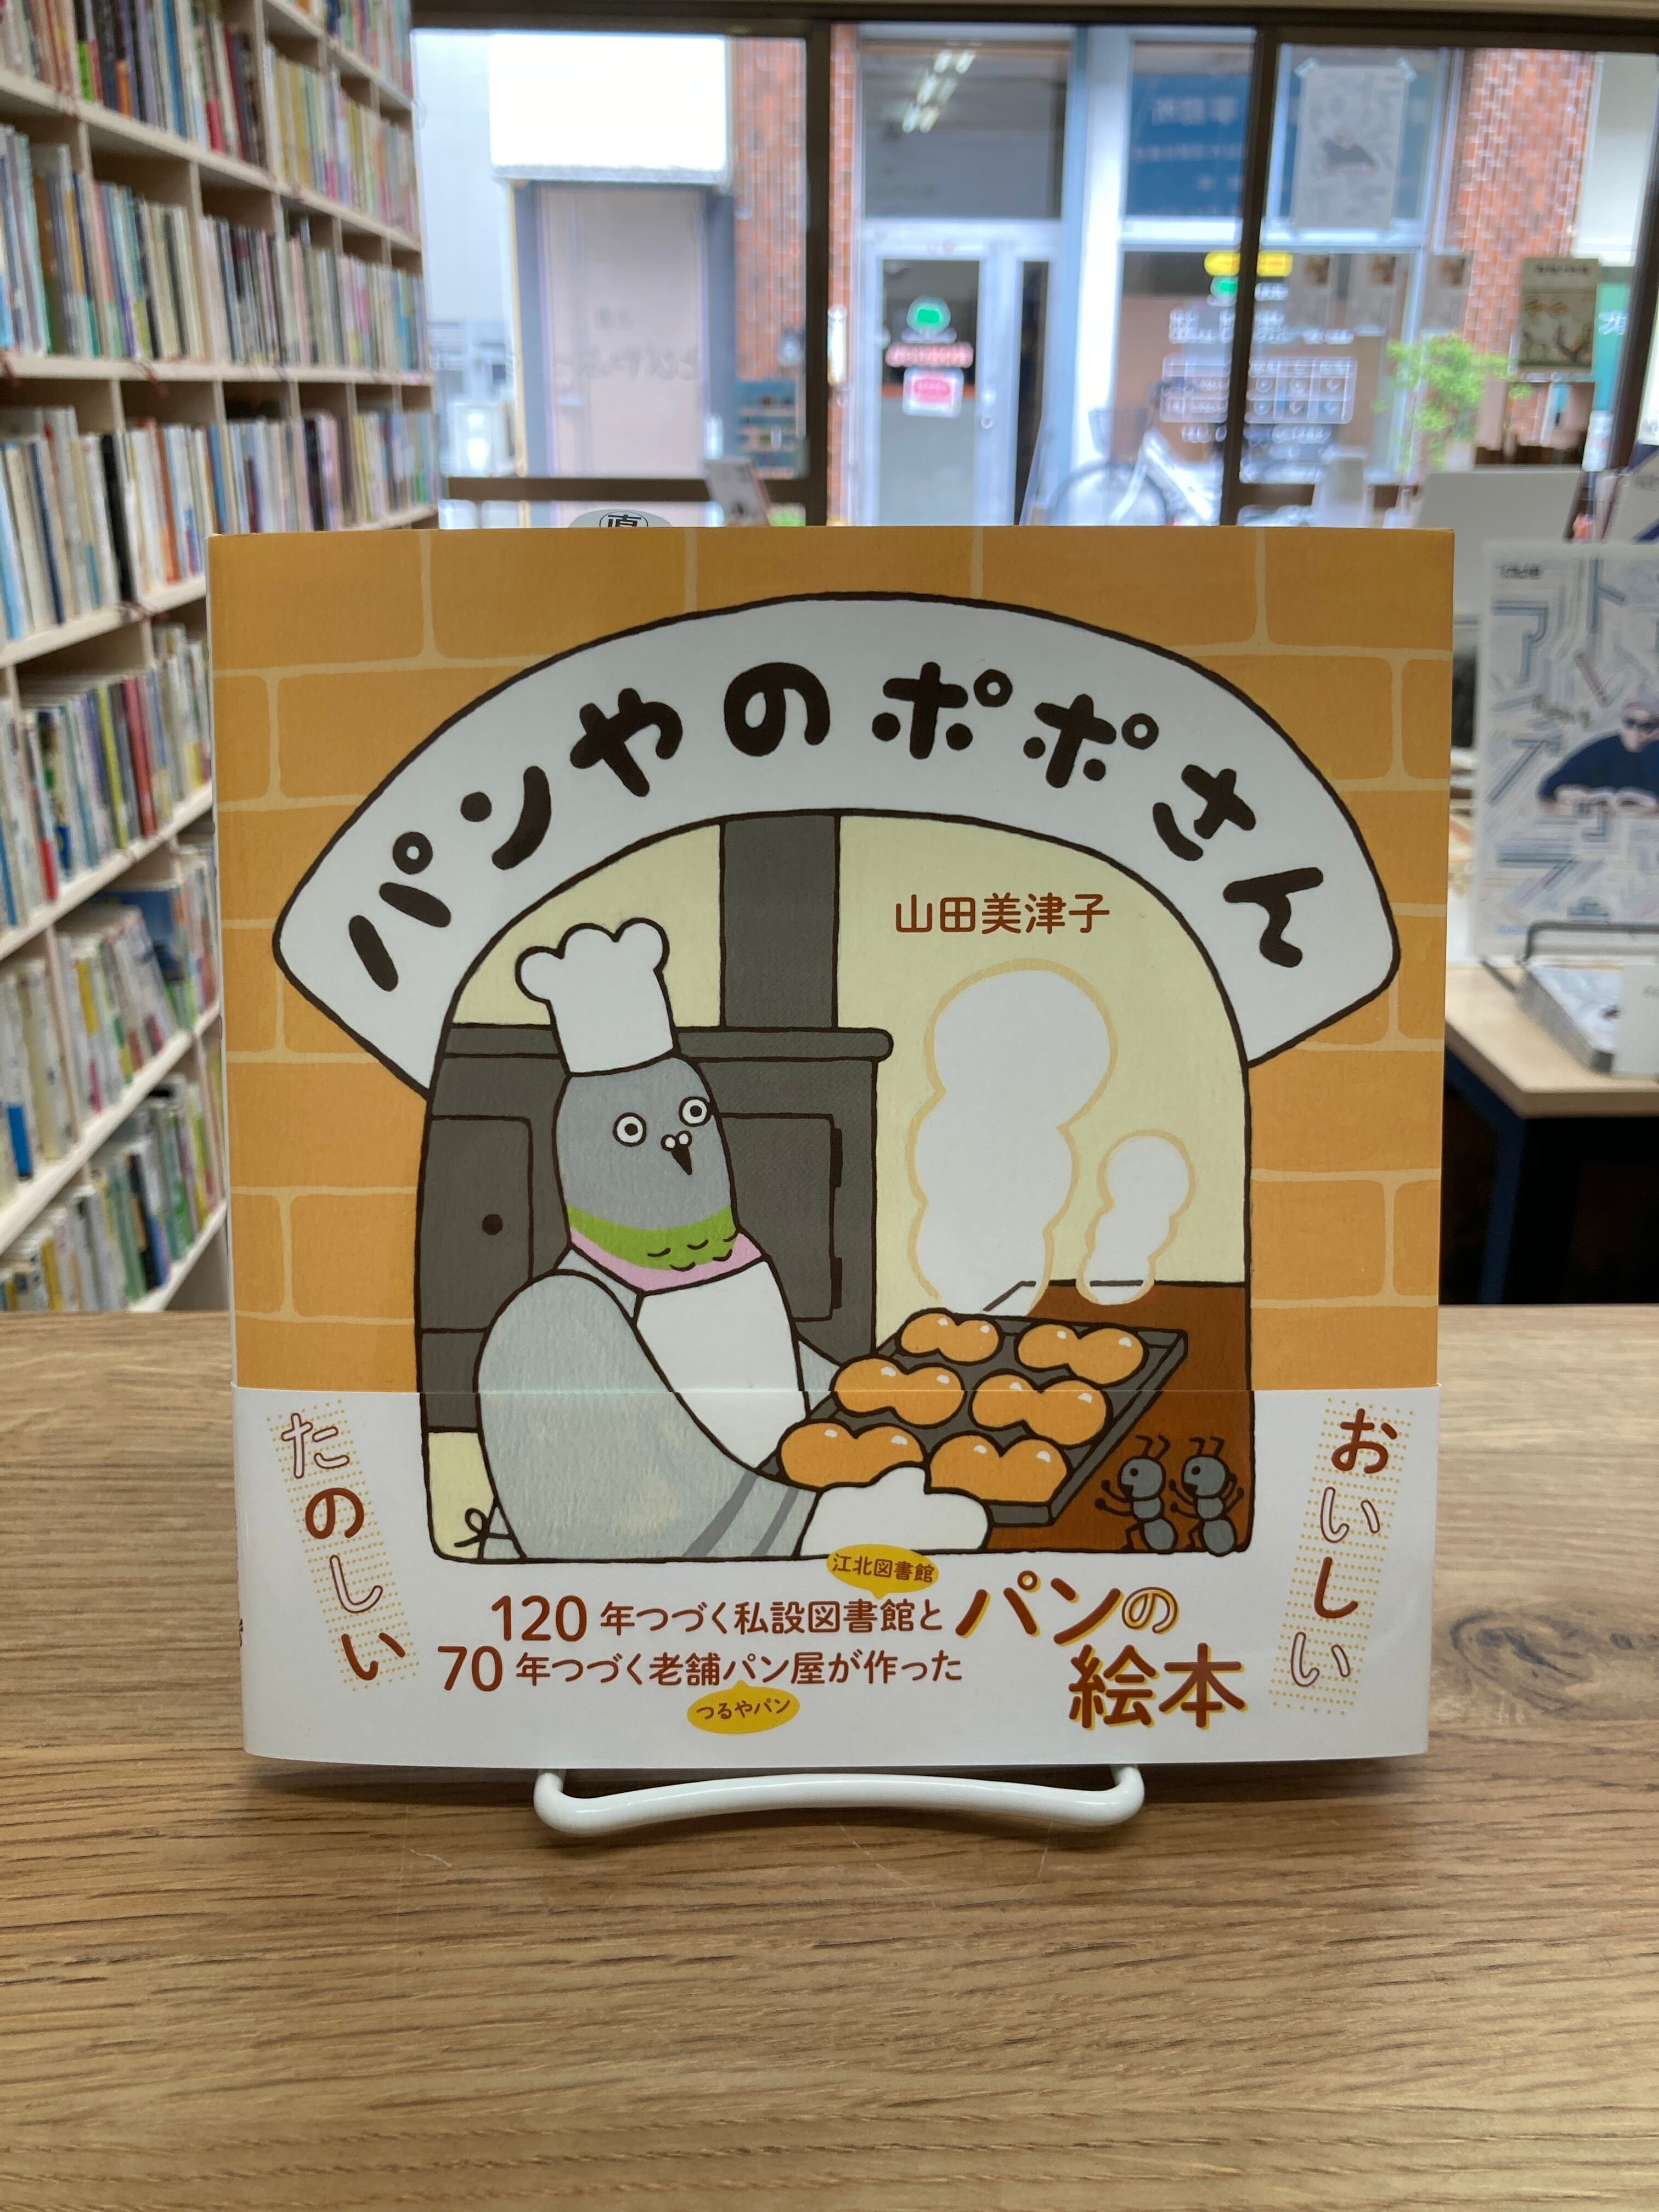 直
パンやのポポさん
山田美津子
たのしい
おいしい
江北図書館
120年つづく私設図書館と
70年つづく老舗パン屋が作った
つるやパン
パンの
絵本